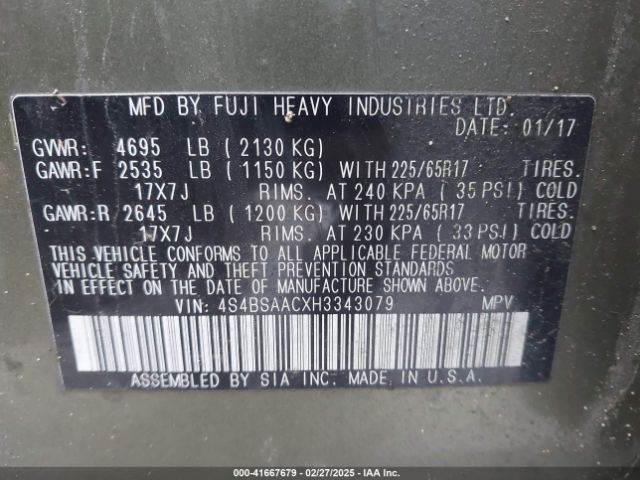 MFD BY FUJI HEAVY INDUSTRIES LTD.
DATE: 01/17
GVWR: 4695 LB ( 2130 KG)
GAWR:F 2535 LB ( 1150 KG) WITH 225/65R17 TIRES.
17X7J RIMS. AT 240 KPA ( 35 PSI) COLD
GAWR:R 2645 LB ( 1200 KG) WITH 225/65R17 TIRES.
17X7J RIMS. AT 230 KPA ( 33 PSI) COLD
THIS VEHICLE CONFORMS TO ALL APPLICABLE FEDERAL MOTOR
VEHICLE SAFETY AND THEFT PREVENTION STANDARDS
IN EFFECT ON THE DATE OF MANUFACTURE SHOWN ABOVE.
VIN: 4S4BSAACXH3343079 MPV
ASSEMBLED BY SIA INC. MADE IN U.S.A.
000-41667679 | 02/27/2025 | IAA Inc. | Copart